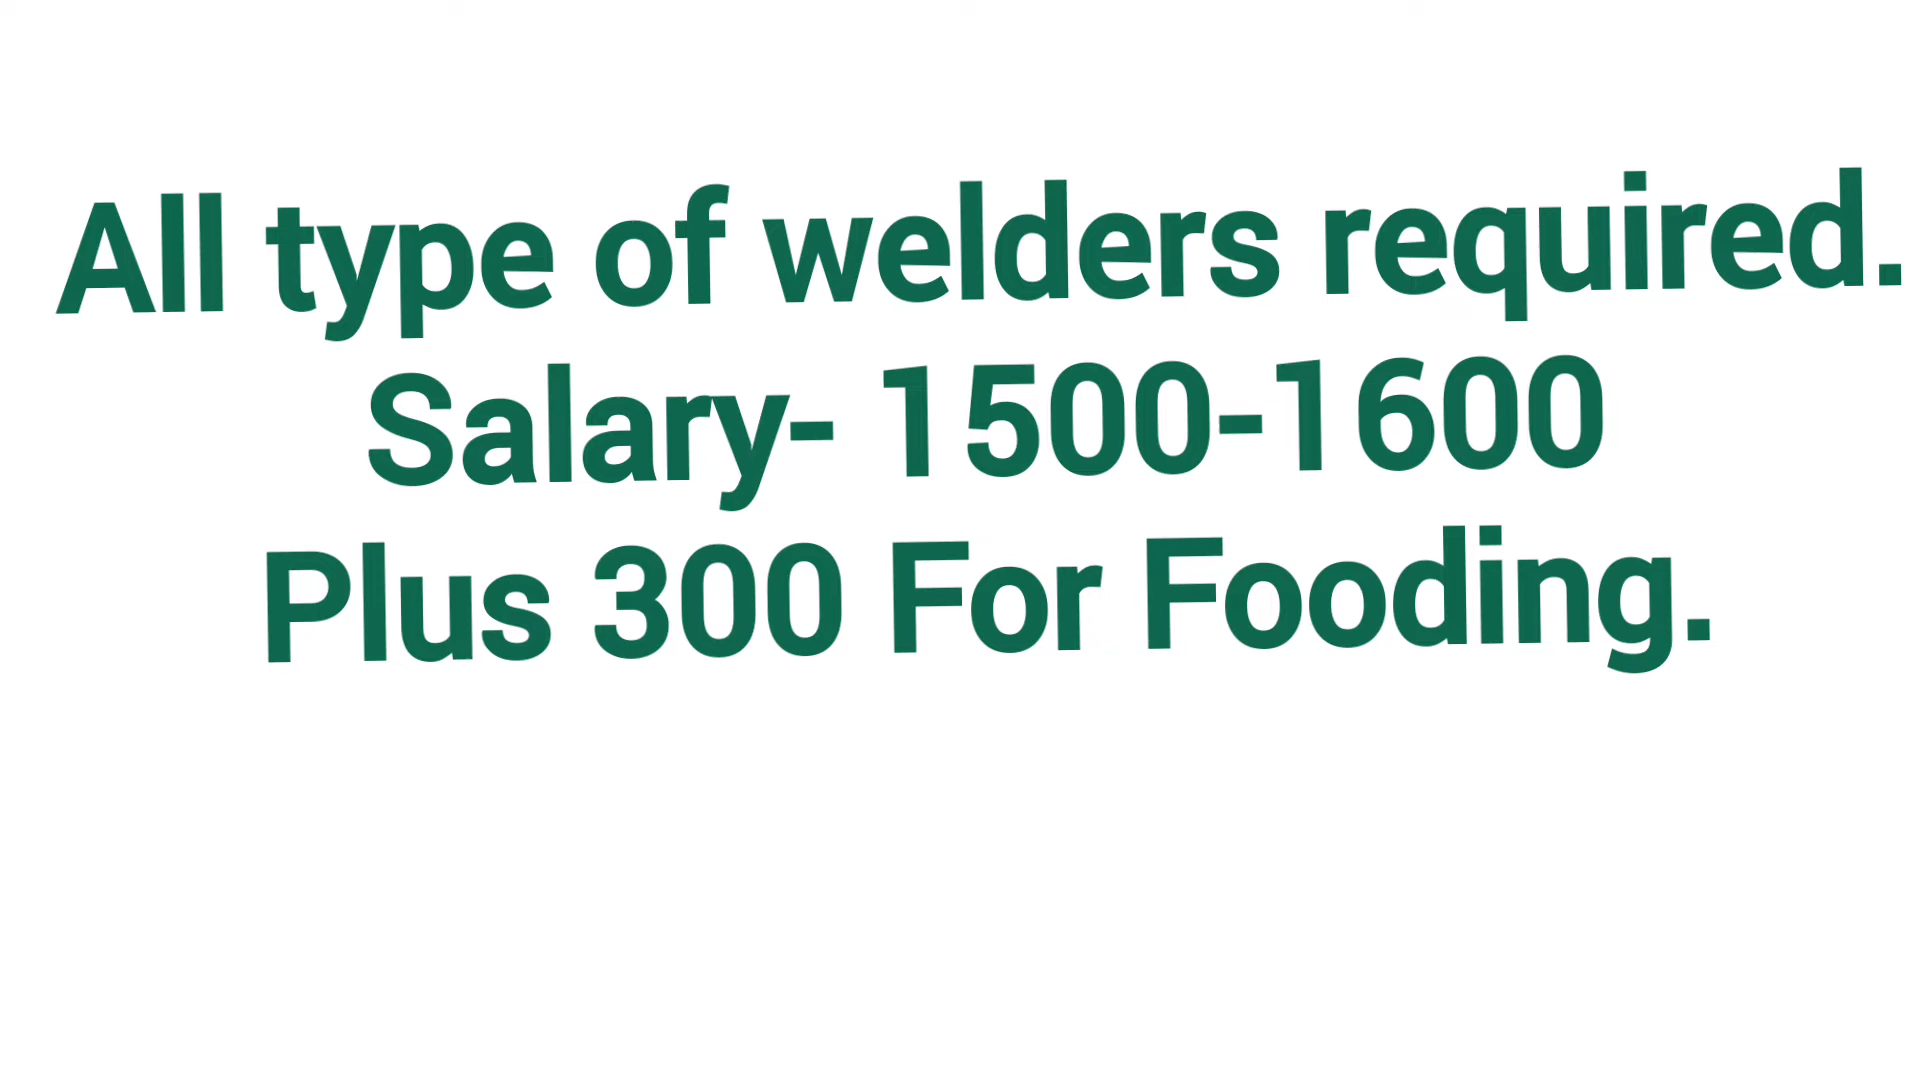 All type of welders required.
Salary- 1500-1600
Plus 300 For Fooding.